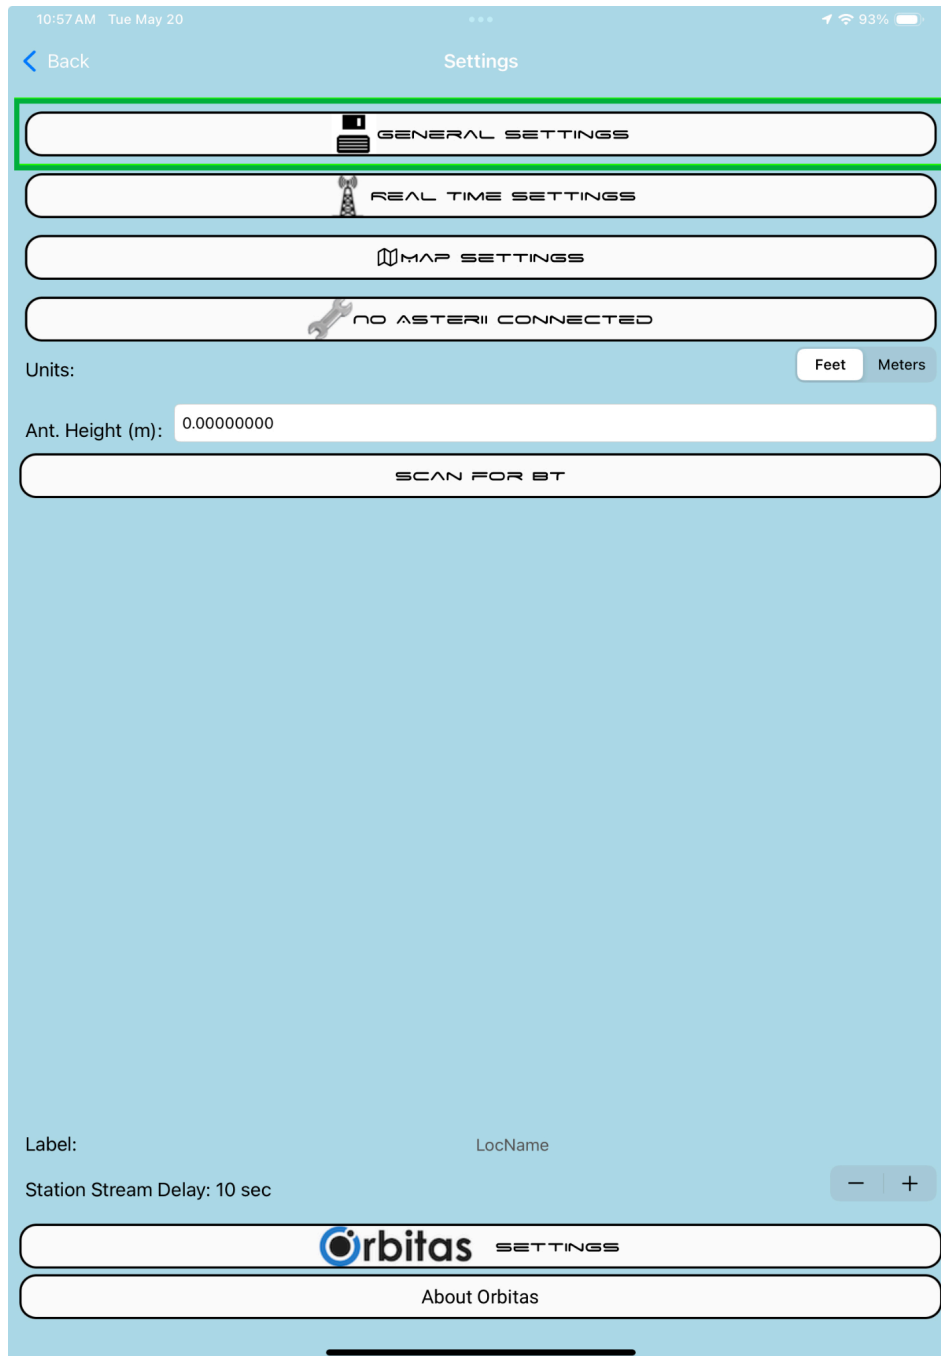 10:57 AM Tue May 20 93%
Back Settings
GENERAL SETTINGS
REAL TIME SETTINGS
MAP SETTINGS
NO ASTERII CONNECTED
Units: Feet Meters
Ant. Height (m): 0.00000000
SCAN FOR BT
Label: LocName
Station Stream Delay: 10 sec − +
Orbitas SETTINGS
About Orbitas